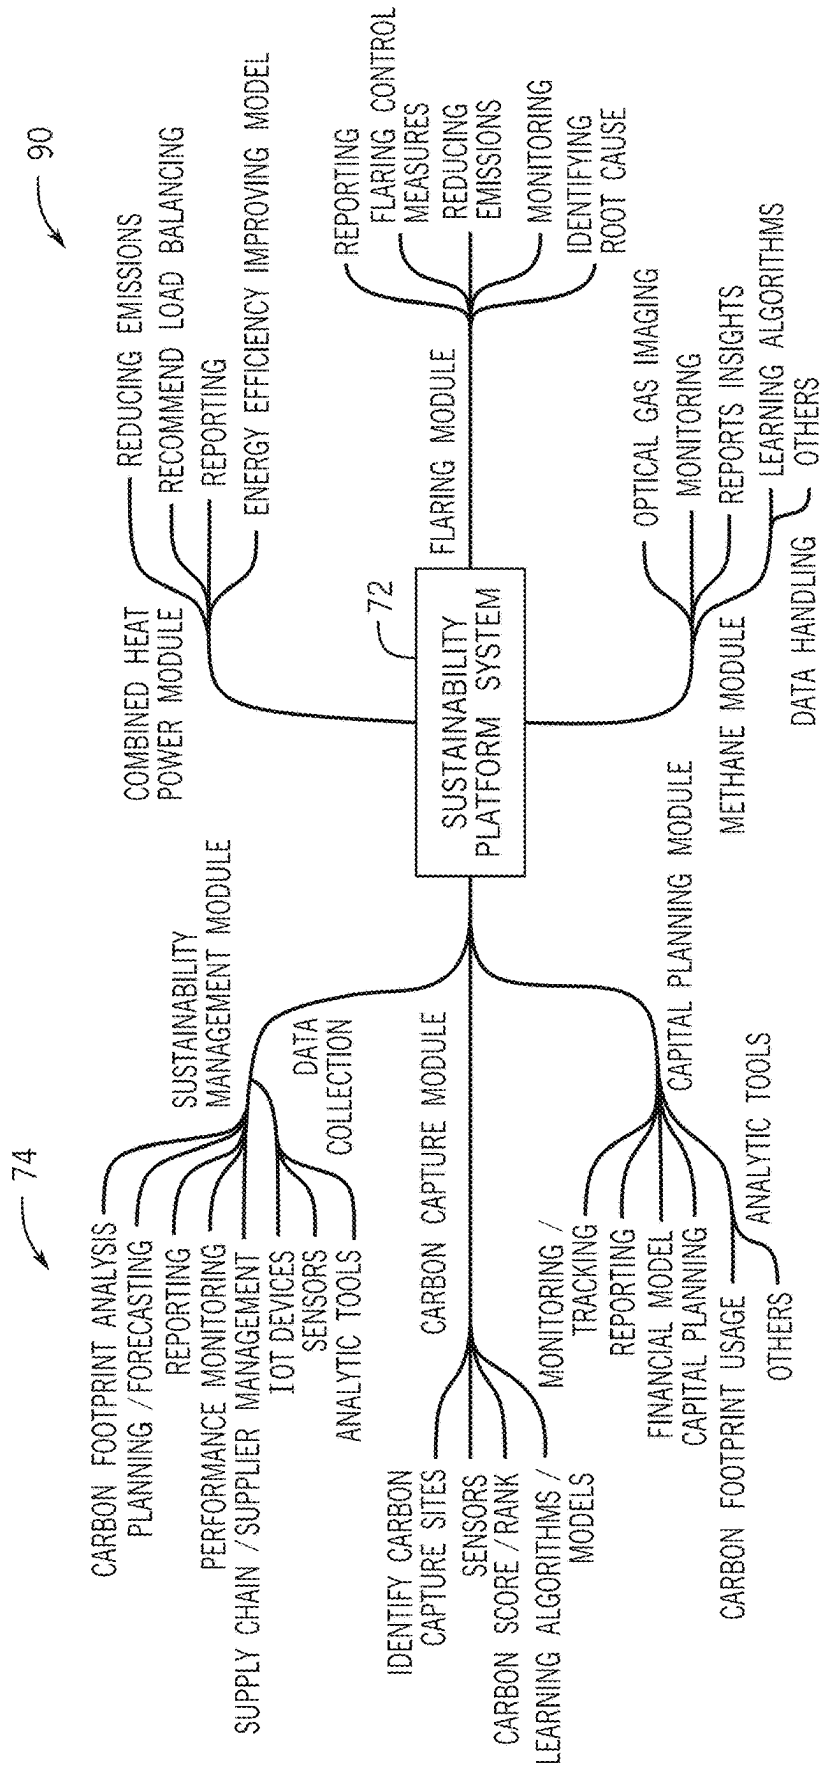 74
90
CARBON FOOTPRINT ANALYSIS
PLANNING / FORECASTING
REPORTING
PERFORMANCE MONITORING
SUPPLY CHAIN / SUPPLIER MANAGEMENT
IOT DEVICES
SENSORS
ANALYTIC TOOLS
SUSTAINABILITY
MANAGEMENT MODULE
DATA
COLLECTION
IDENTIFY CARBON
CAPTURE SITES
SENSORS
CARBON SCORE / RANK
LEARNING ALGORITHMS /
MODELS
CARBON CAPTURE MODULE
MONITORING /
TRACKING
REPORTING
FINANCIAL MODEL
CAPITAL PLANNING
CARBON FOOTPRINT USAGE
OTHERS
CAPITAL PLANNING MODULE
ANALYTIC TOOLS
72
SUSTAINABILITY
PLATFORM SYSTEM
COMBINED HEAT
POWER MODULE
REDUCING EMISSIONS
RECOMMEND LOAD BALANCING
REPORTING
ENERGY EFFICIENCY IMPROVING MODEL
FLARING MODULE
REPORTING
FLARING CONTROL
MEASURES
REDUCING
EMISSIONS
MONITORING
IDENTIFYING
ROOT CAUSE
METHANE MODULE
DATA HANDLING
OPTICAL GAS IMAGING
MONITORING
REPORTS INSIGHTS
LEARNING ALGORITHMS
OTHERS